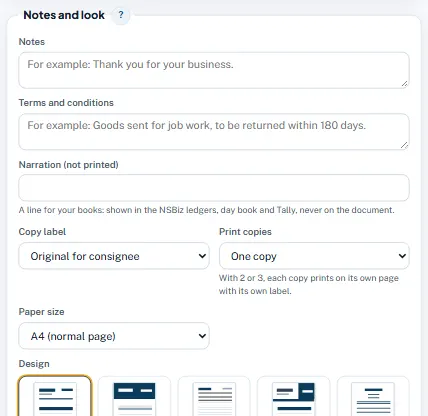 Notes and look ?
Notes
For example: Thank you for your business.
Terms and conditions
For example: Goods sent for job work, to be returned within 180 days.
Narration (not printed)
A line for your books: shown in the NSBiz ledgers, day book and Tally, never on the document.
Copy label
Print copies
Original for consignee
One copy
With 2 or 3, each copy prints on its own page
with its own label.
Paper size
A4 (normal page)
Design